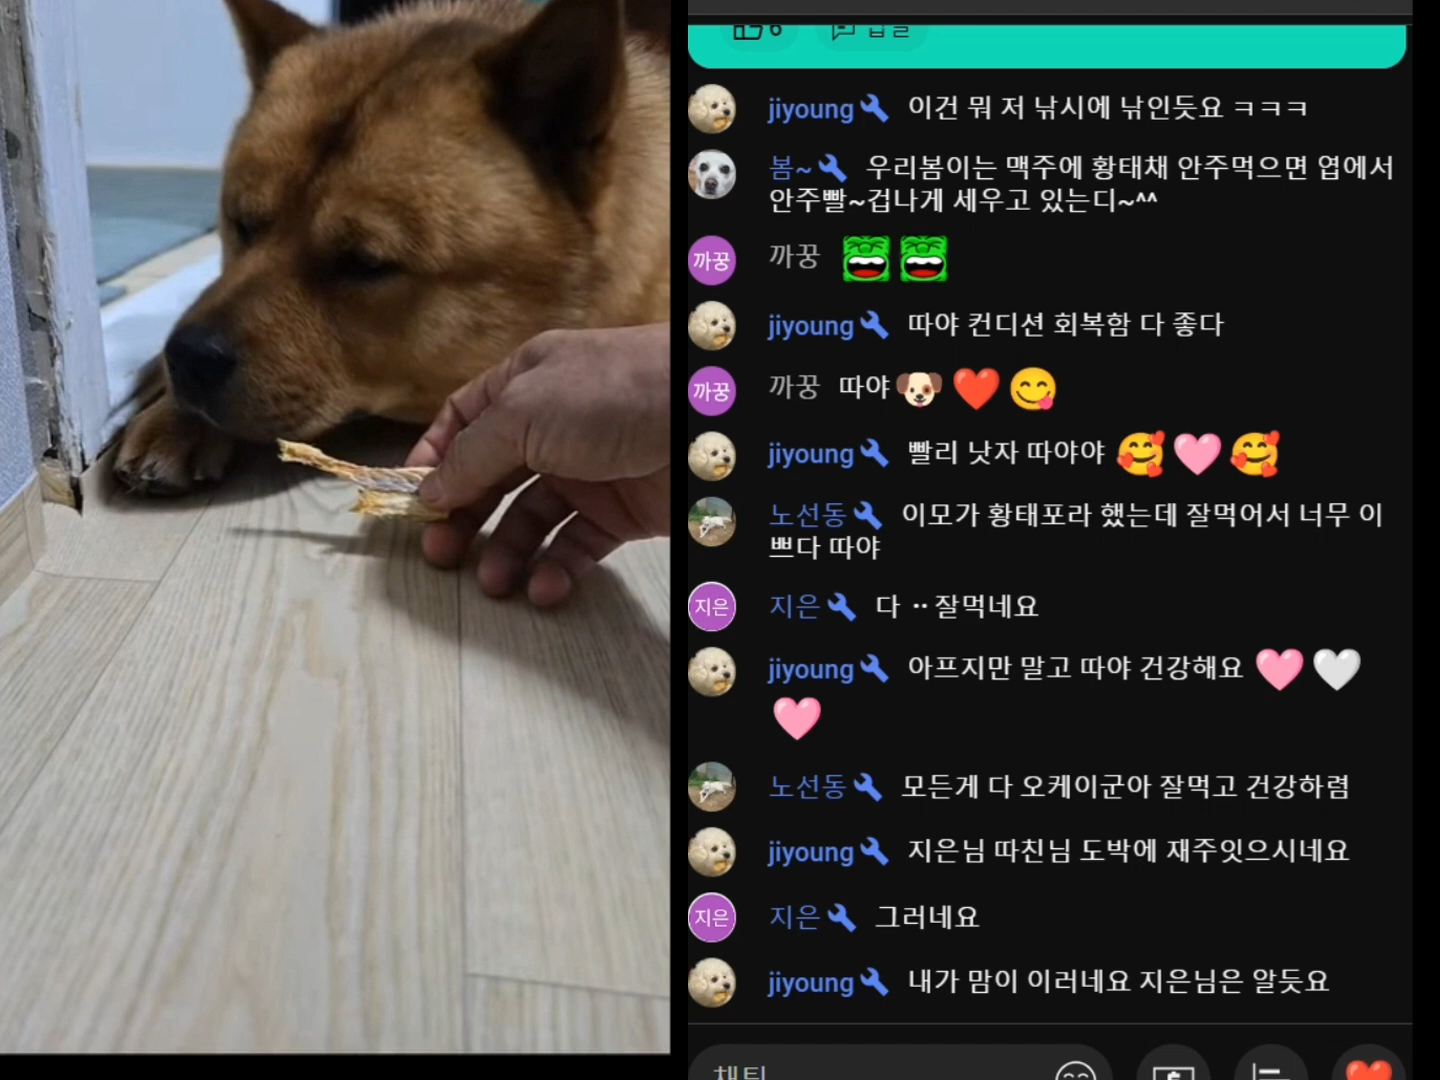 6 답글
jiyoung 이건 뭐 저 낚시에 낚인듯요 ㅋㅋㅋ
봄~ 우리봄이는 맥주에 황태채 안주먹으면 옆에서
안주빨~겁나게 세우고 있는디~^^
까꿍 까꿍
jiyoung 따야 컨디션 회복함 다 좋다
까꿍 까꿍 따야
jiyoung 빨리 낫자 따야야
노선동 이모가 황태포라 했는데 잘먹어서 너무 이
쁘다 따야
지은 지은 다 ··잘먹네요
jiyoung 아프지만 말고 따야 건강해요
노선동 모든게 다 오케이군아 잘먹고 건강하렴
jiyoung 지은님 따친님 도박에 재주잇으시네요
지은 지은 그러네요
jiyoung 내가 맘이 이러네요 지은님은 알듯요
채팅